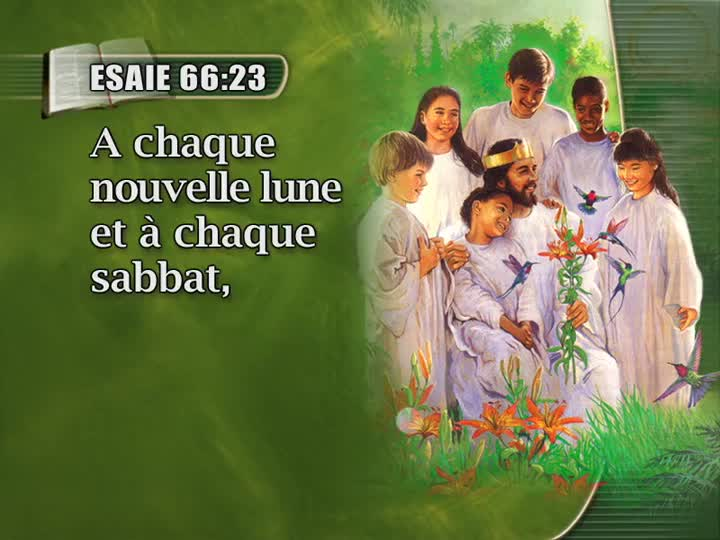 ESAIE 66:23
A chaque
nouvelle lune
et à chaque
sabbat,